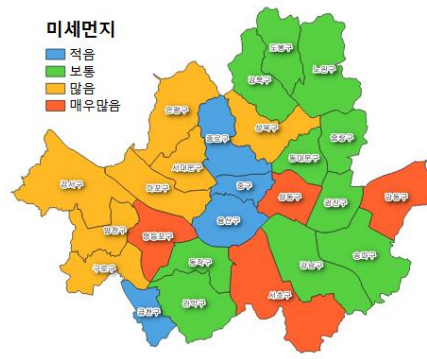 미세먼지
적음
보통
많음
매우많음
도봉구
노원구
강북구
은평구
종로구
성북구
중랑구
동대문구
서대문구
마포구
중구
성동구
강서구
강동구
광진구
용산구
양천구
영등포구
동작구
강남구
송파구
구로구
서초구
관악구
금천구